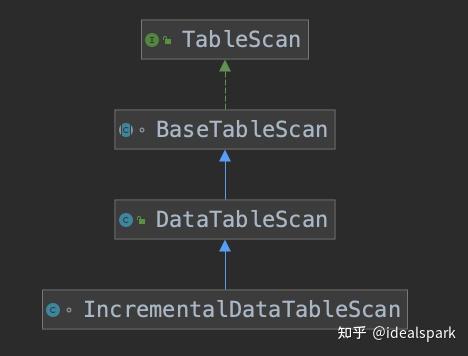 TableScan
BaseTableScan
DataTableScan
IncrementalDataTableScan
知乎 @idealspark